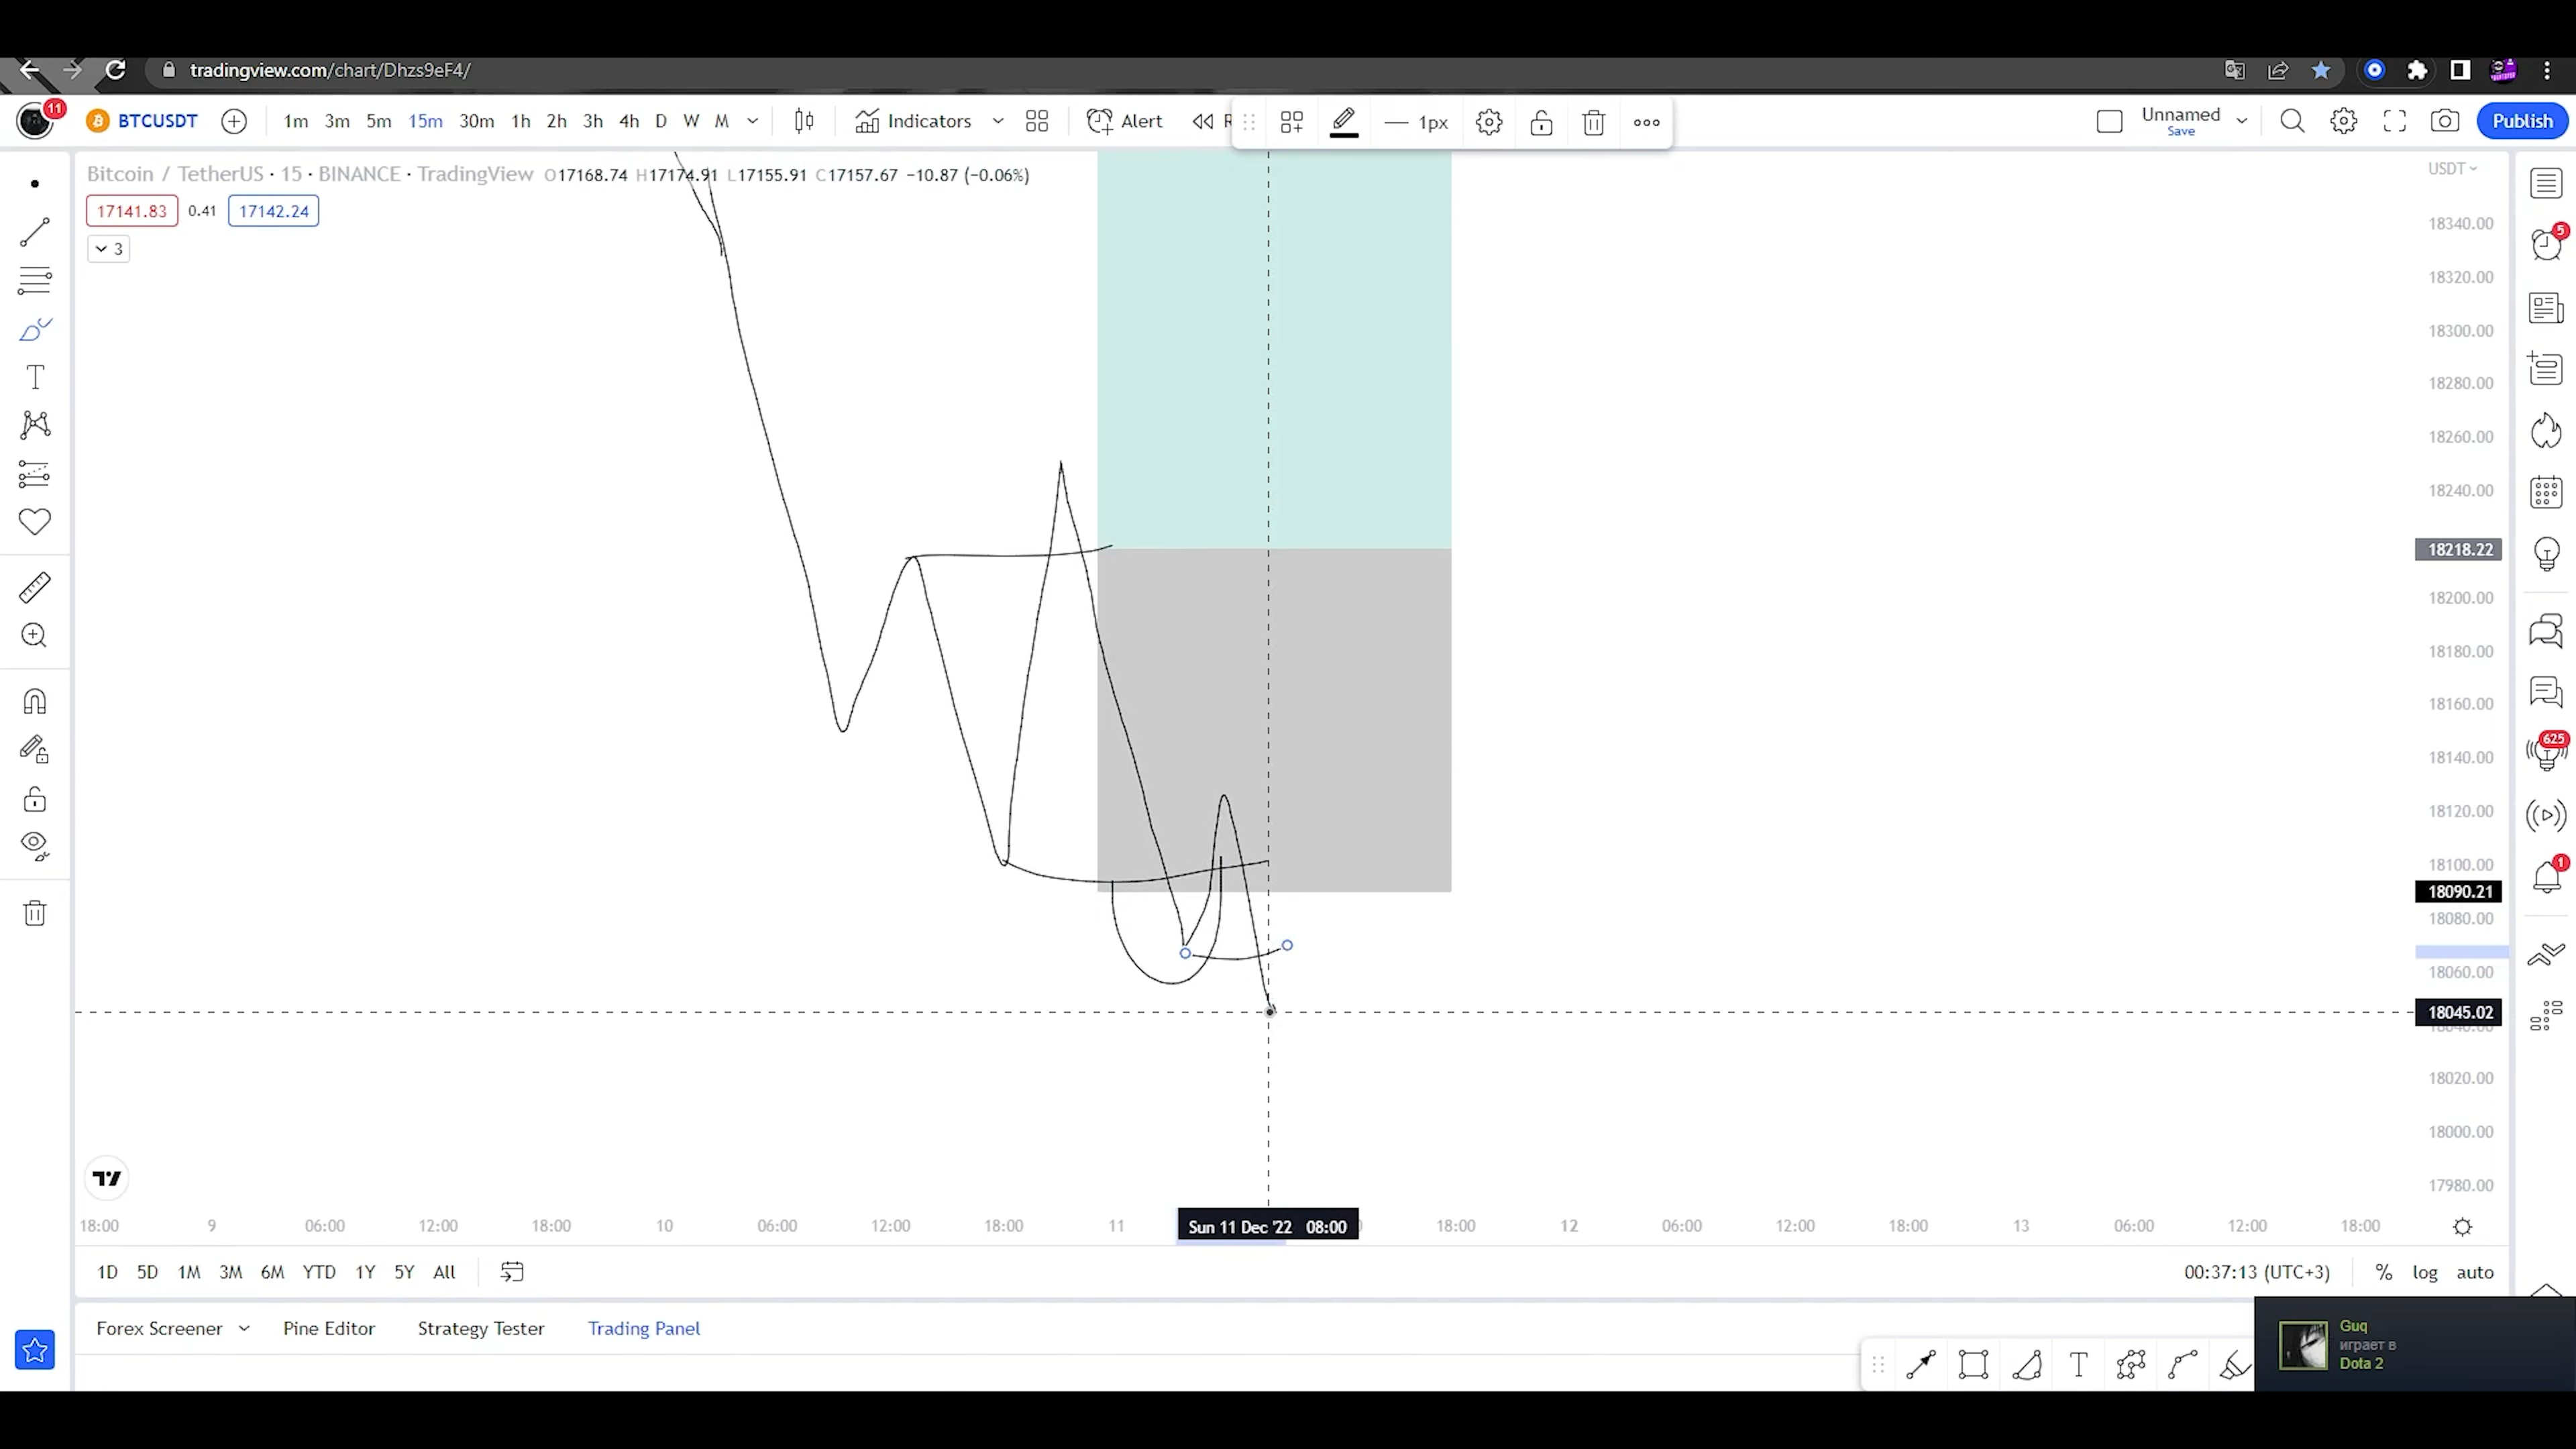 tradingview.com/chart/Dhzs9eF4/
11
BTCUSDT 1m 3m 5m 15m 30m 1h 2h 3h 4h D W M Indicators Alert 1px Unnamed Publish
Save
Bitcoin / TetherUS · 15 · BINANCE · TradingView O17168.74 H17174.91 L17155.91 C17157.67 −10.87 (−0.06%)
USDT
17141.83 0.41 17142.24
3
18340.00
5
18320.00
18300.00
18280.00
18260.00
18240.00
18218.22
18200.00
18180.00
18160.00
625
18140.00
18120.00
18100.00
1
18090.21
18080.00
18060.00
18045.02
18020.00
18000.00
17980.00
18:00 9 06:00 12:00 18:00 10 06:00 12:00 18:00 11 Sun 11 Dec '22 08:00 18:00 12 06:00 12:00 18:00 13 06:00 12:00 18:00
1D 5D 1M 3M 6M YTD 1Y 5Y All 00:37:13 (UTC+3) % log auto
Forex Screener Pine Editor Strategy Tester Trading Panel
Guq
играет в
Dota 2